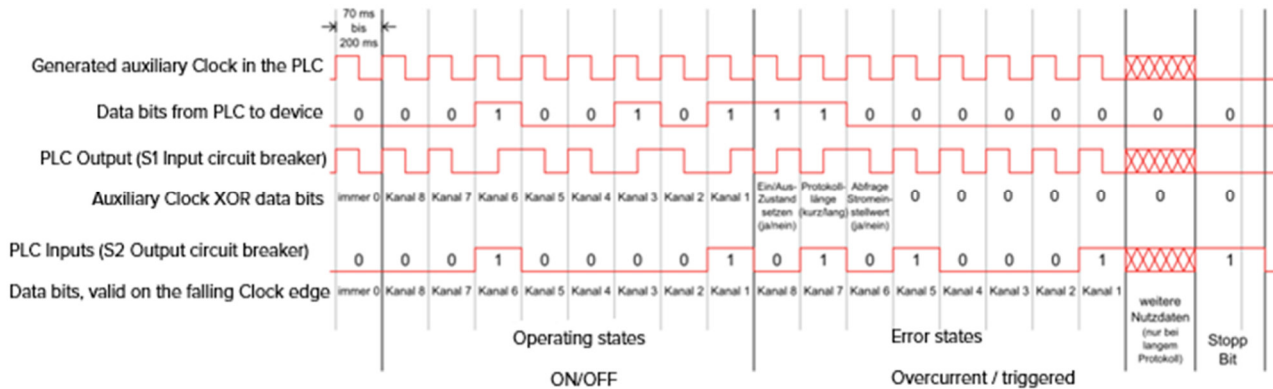 70 ms
bis
200 ms
Generated auxiliary Clock in the PLC
Data bits from PLC to device
0 0 0 1 0 0 1 0 1 1 1 0 0 0 0 0 0 0 0
PLC Output (S1 Input circuit breaker)
Auxiliary Clock XOR data bits
immer 0 Kanal 8 Kanal 7 Kanal 6 Kanal 5 Kanal 4 Kanal 3 Kanal 2 Kanal 1
Ein/Aus-
Zustand
setzen
(ja/nein)
Protokoll-
länge
(kurz/lang)
Abfrage
Stromein-
stellwert
(ja/nein)
0 0 0 0 0 0 0
PLC Inputs (S2 Output circuit breaker)
0 0 0 1 0 0 0 0 1 0 1 0 1 0 0 0 1 1
Data bits, valid on the falling Clock edge
immer 0 Kanal 8 Kanal 7 Kanal 6 Kanal 5 Kanal 4 Kanal 3 Kanal 2 Kanal 1 Kanal 8 Kanal 7 Kanal 6 Kanal 5 Kanal 4 Kanal 3 Kanal 2 Kanal 1
weitere
Nutzdaten
(nur bei
langem
Protokoll)
Stopp
Bit
Operating states
ON/OFF
Error states
Overcurrent / triggered